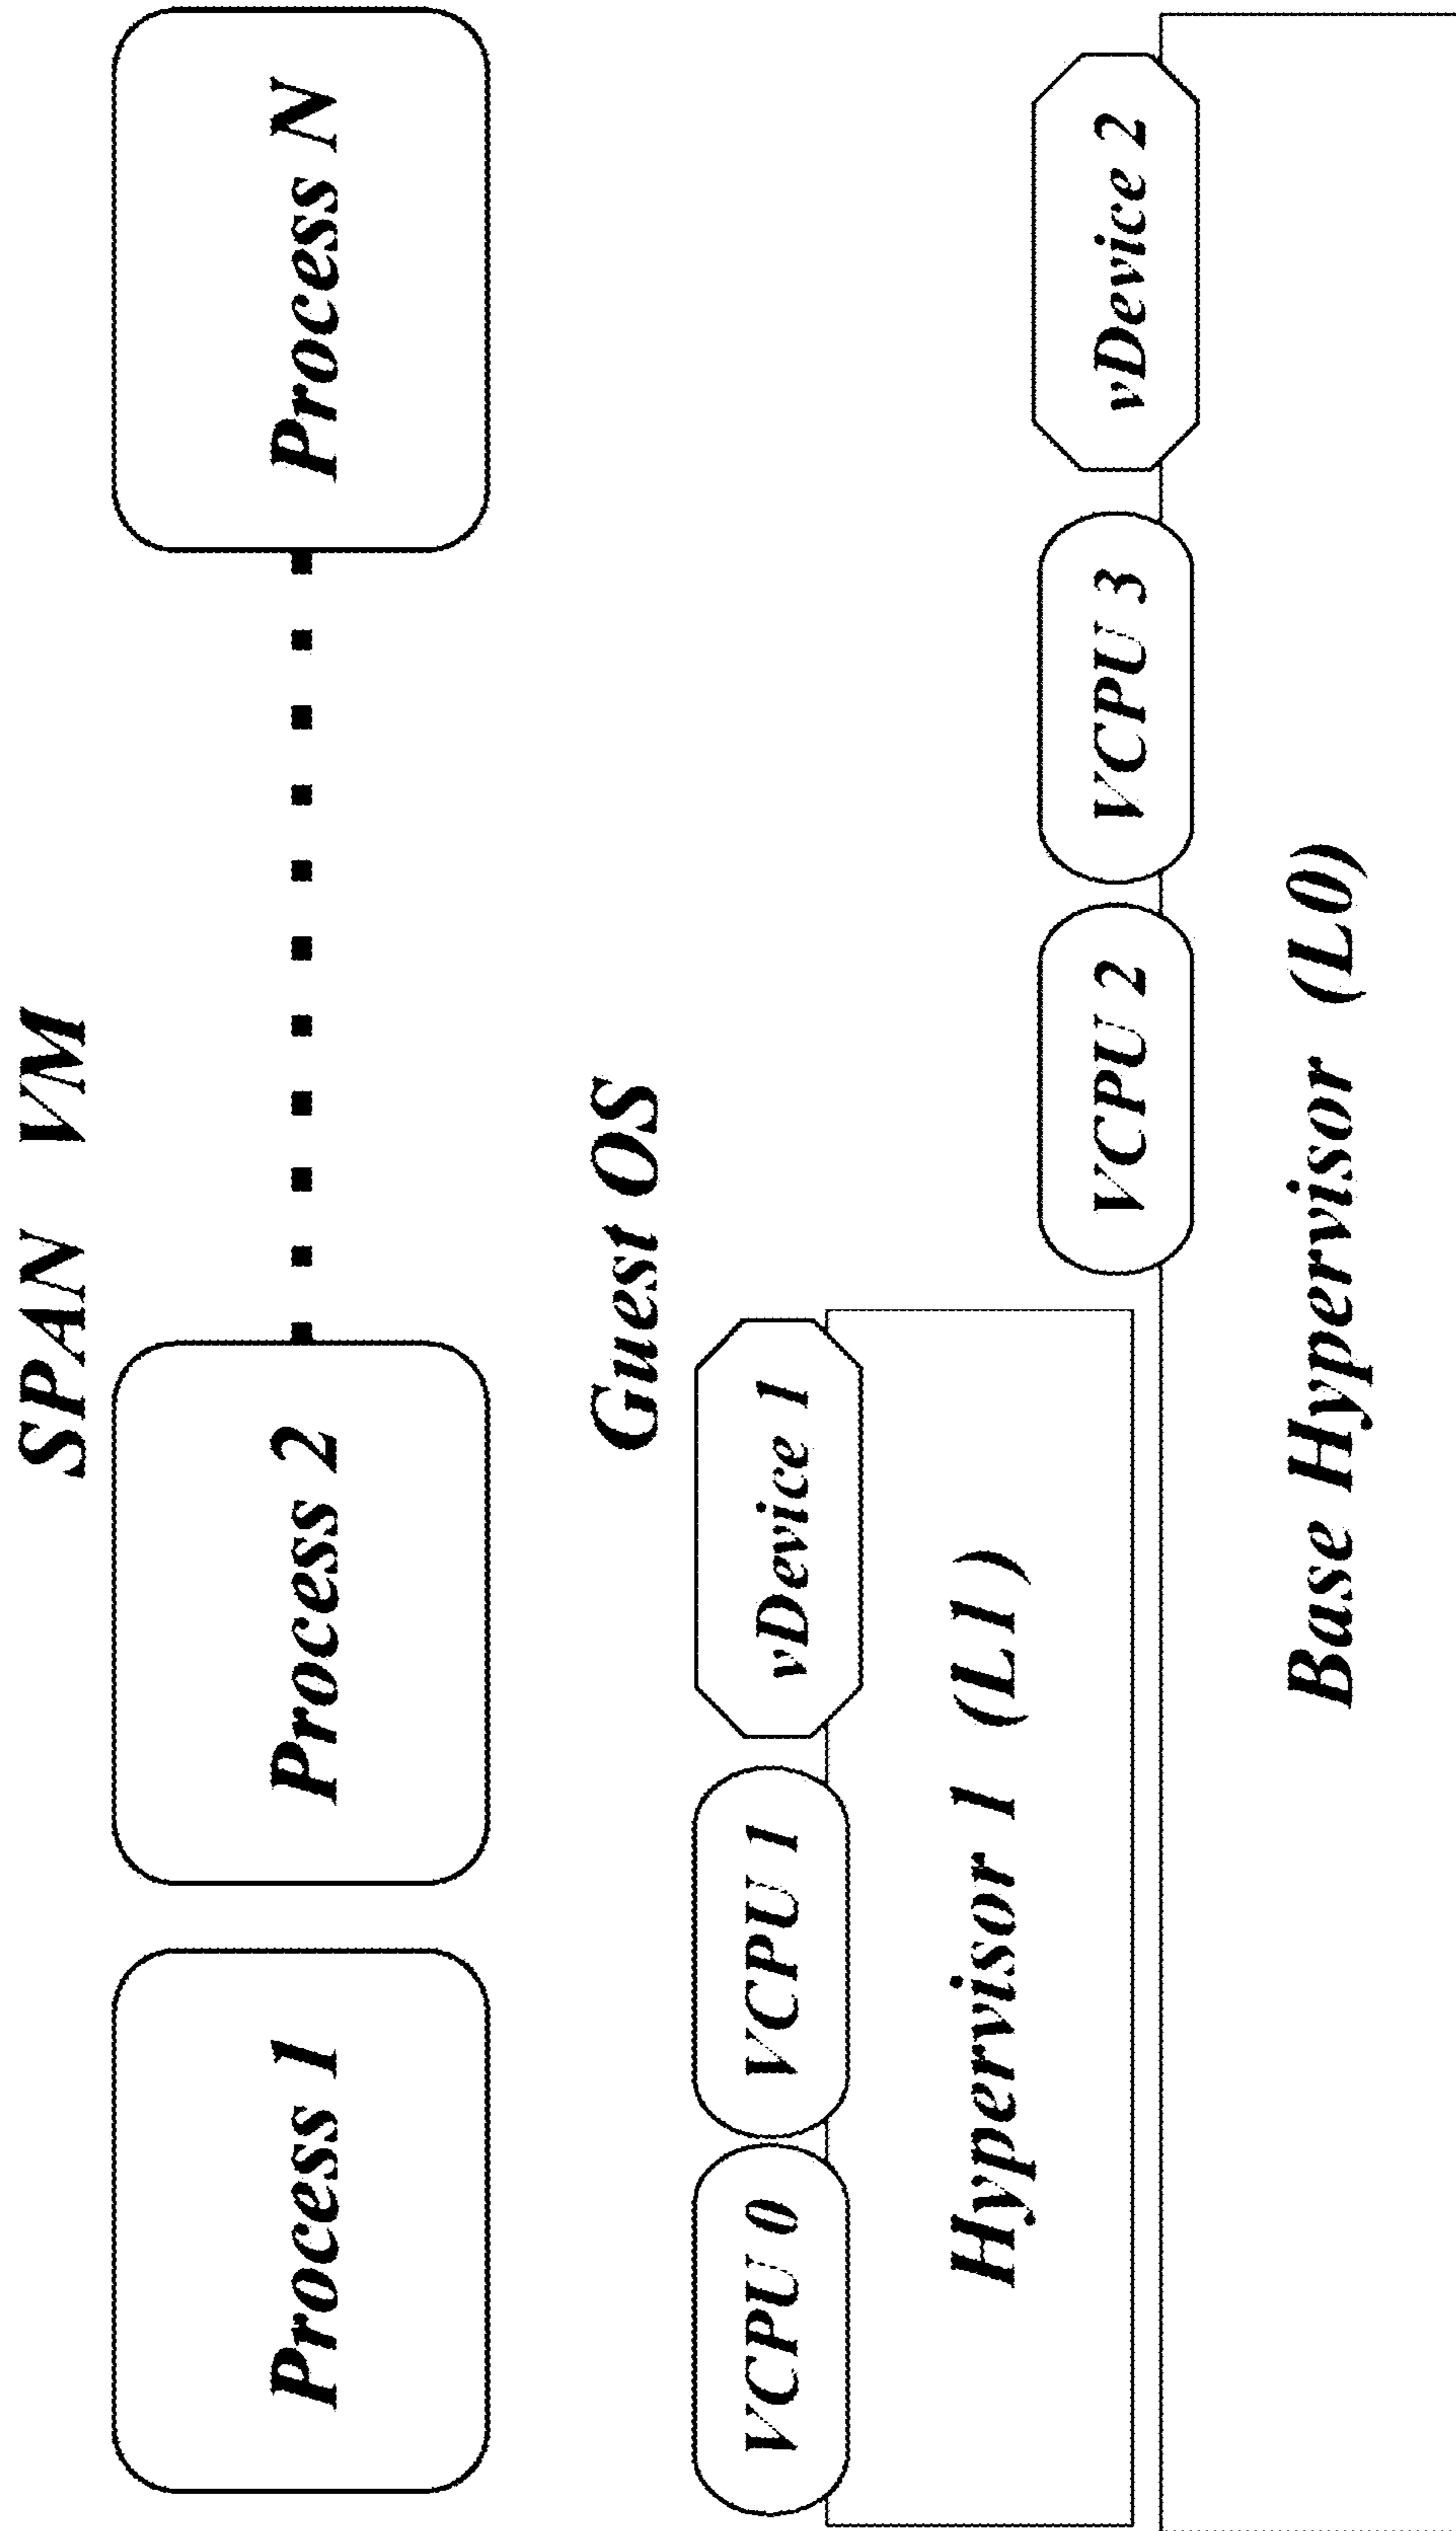 SPAN VM
Process 1
Process 2
Process N
Guest OS
VCPU 0
VCPU 1
vDevice 1
Hypervisor 1 (L1)
VCPU 2
VCPU 3
vDevice 2
Base Hypervisor (L0)